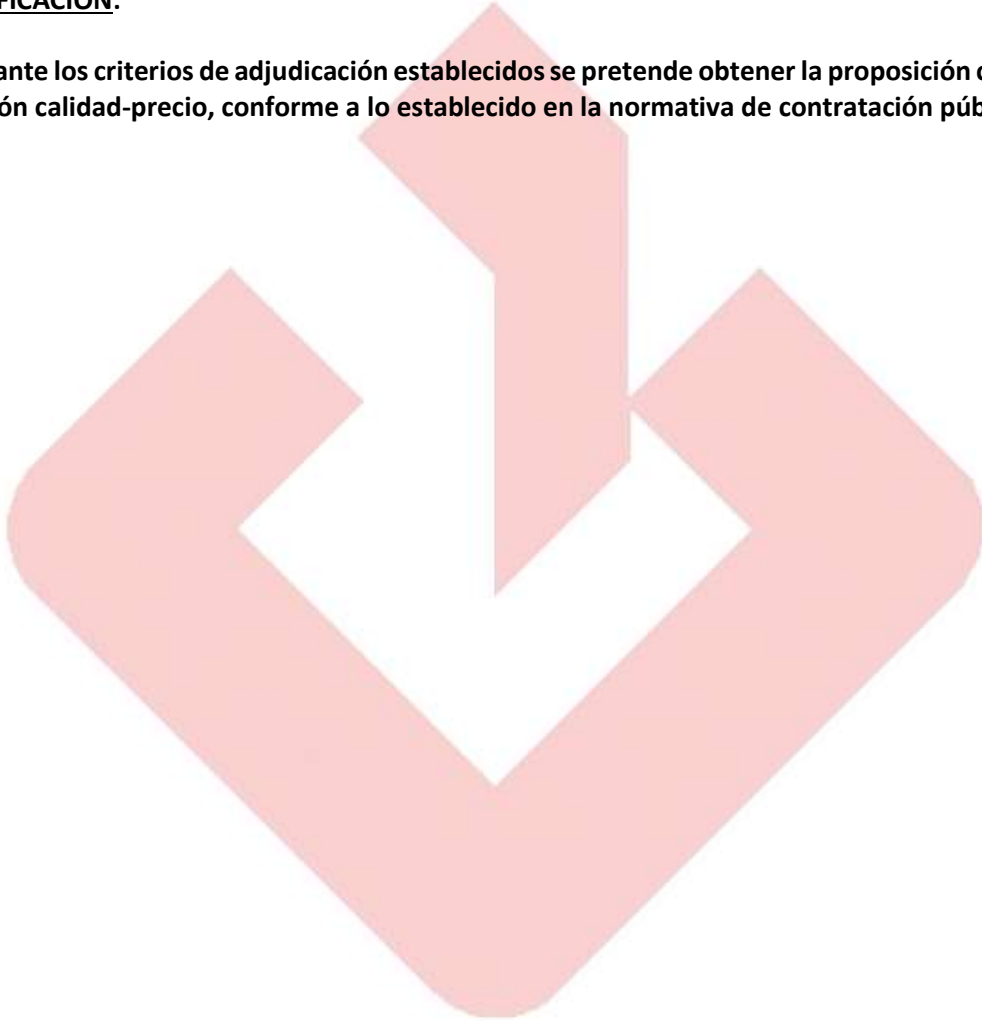 FICACIÓN:
ante los criterios de adjudicación establecidos se pretende obtener la proposición
ón calidad-precio, conforme a lo establecido en la normativa de contratación púb